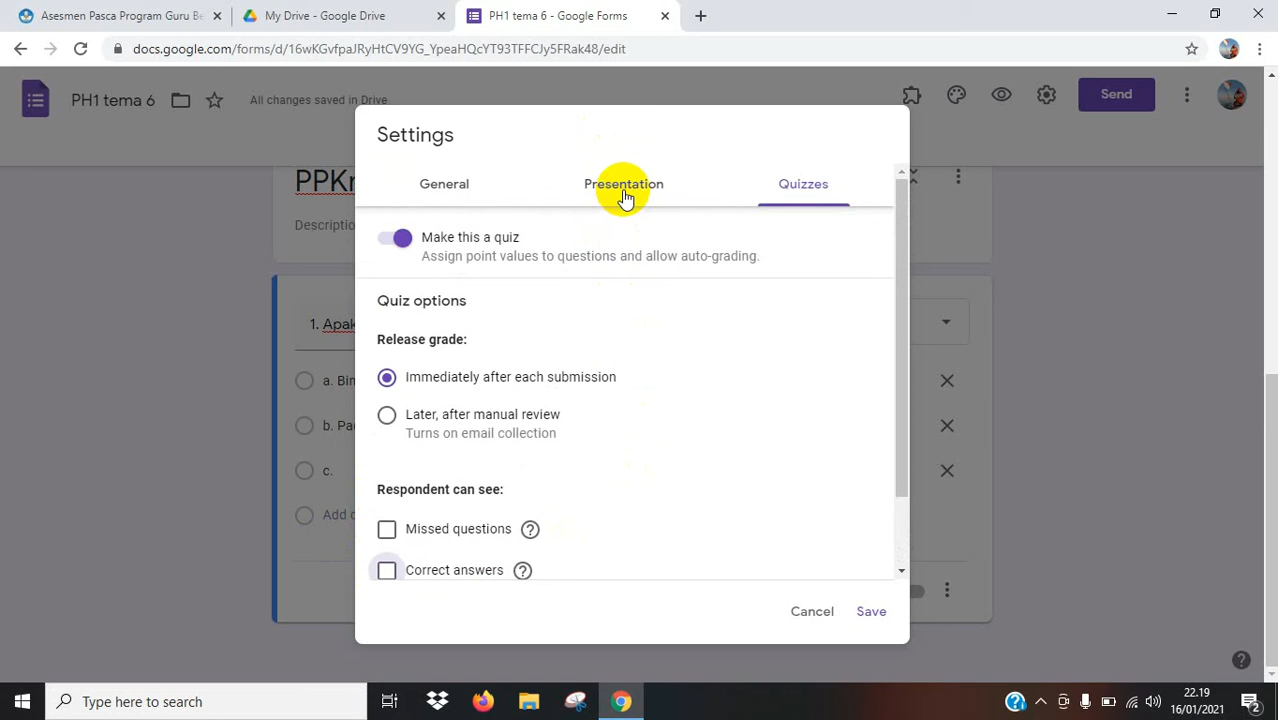 Asesmen Pasca Program Guru Be
My Drive - Google Drive
PH1 tema 6 - Google Forms
docs.google.com/forms/d/16wKGvfpaJRyHtCV9YG_YpeaHQcYT93TFFCJy5FRak48/edit
PH1 tema 6
All changes saved in Drive
Send
Settings
General
Presentation
Quizzes
Descriptio
Make this a quiz
Assign point values to questions and allow auto-grading.
Quiz options
1. Apak
Release grade:
a. Bin
Immediately after each submission
b. Pa
Later, after manual review
Turns on email collection
c.
Respondent can see:
Add
Missed questions
Correct answers
Cancel
Save
Type here to search
22.19
16/01/2021
2